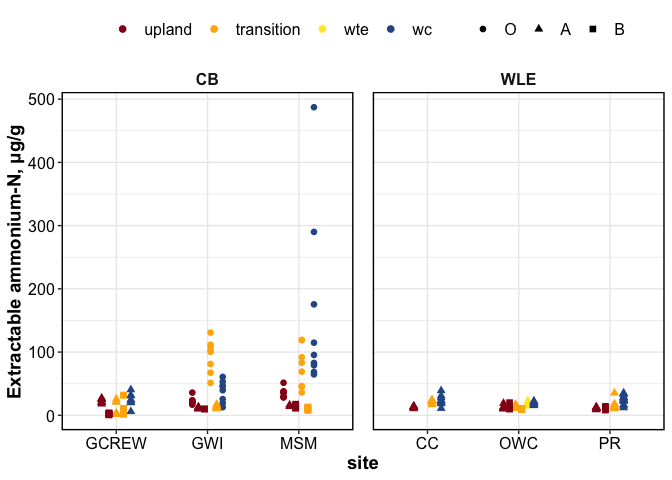 upland transition wte wc O A B
CB WLE
Extractable ammonium-N, μg/g
500
400
300
200
100
0
GCREW GWI MSM CC OWC PR
site